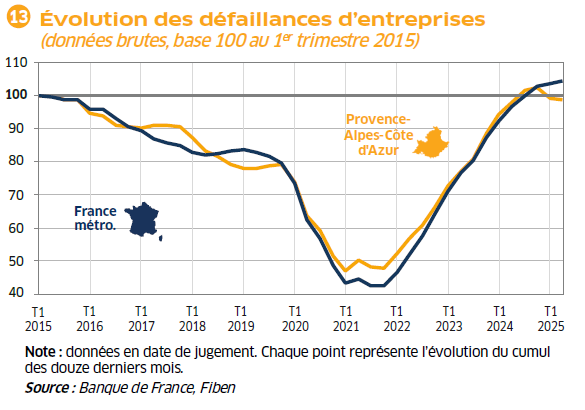 13 Évolution des défaillances d'entreprises
(données brutes, base 100 au 1er trimestre 2015)
110
100
90
80
70
60
50
40
Provence-
Alpes-Côte
d'Azur
France
métro.
T1 T1 T1 T1 T1 T1 T1 T1 T1 T1 T1
2015 2016 2017 2018 2019 2020 2021 2022 2023 2024 2025
Note : données en date de jugement. Chaque point représente l'évolution du cumul
des douze derniers mois.
Source : Banque de France, Fiben